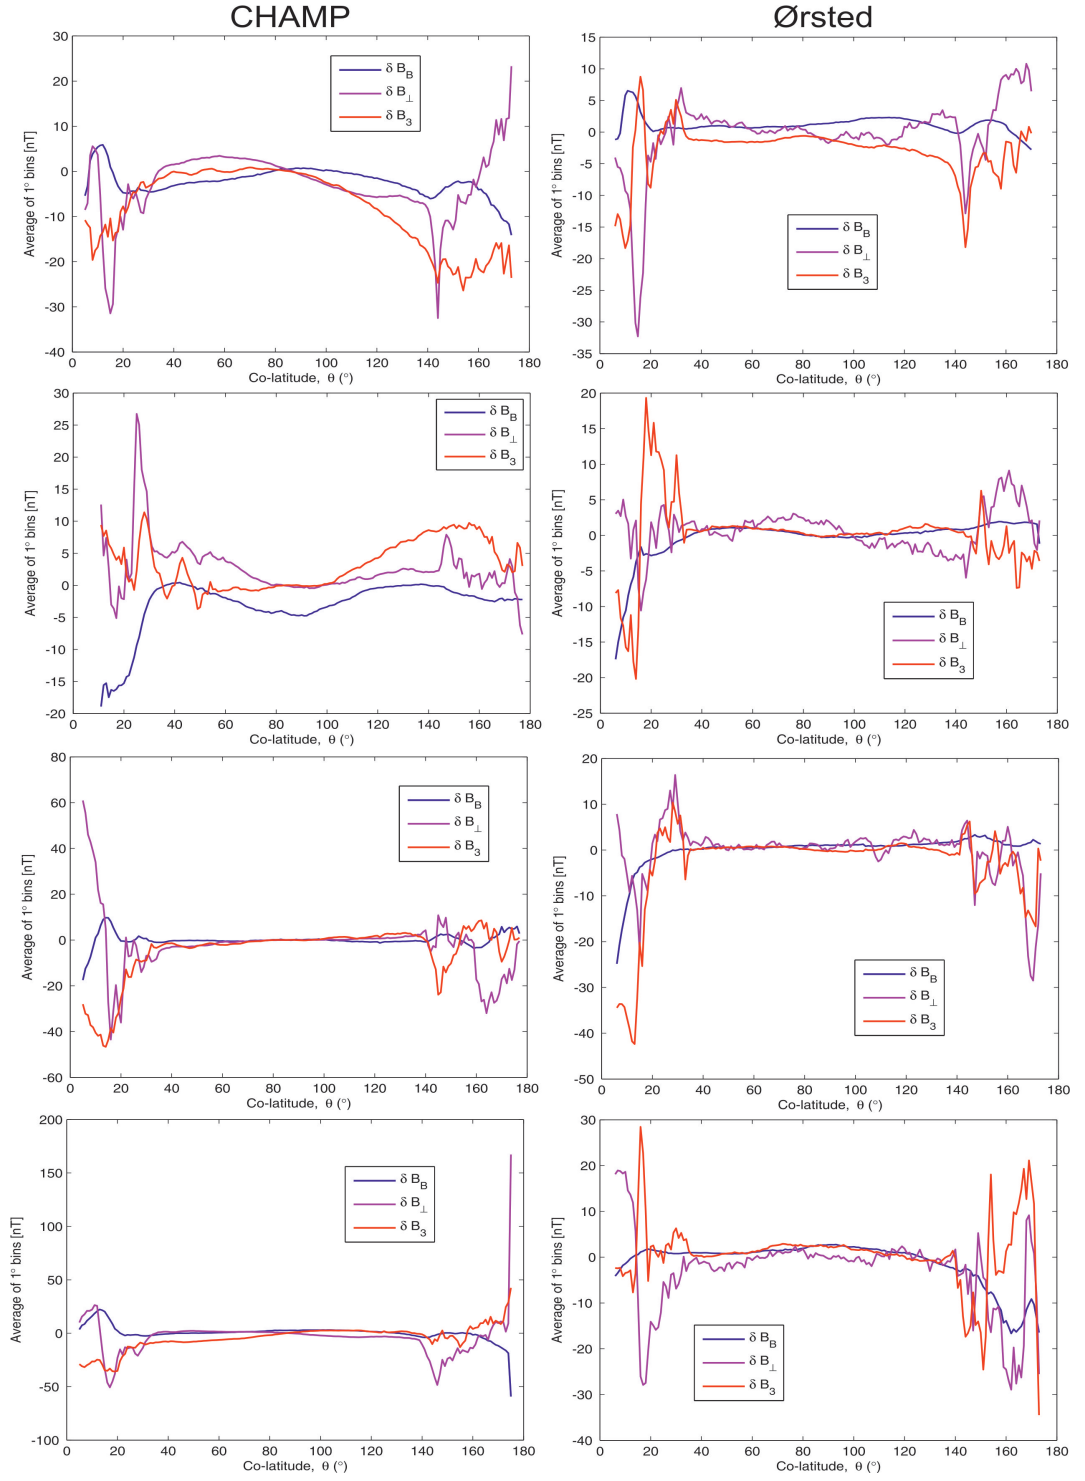 CHAMP
Ørsted
30
20
10
0
-10
-20
-30
-40
0 20 40 60 80 100 120 140 160 180
Average of 1° bins [nT]
Co-latitude, θ (°)
δ B_B
δ B_⊥
δ B_3
15
10
5
0
-5
-10
-15
-20
-25
-30
-35
0 20 40 60 80 100 120 140 160 180
Average of 1° bins [nT]
Co-latitude, θ (°)
δ B_B
δ B_⊥
δ B_3
30
25
20
15
10
5
0
-5
-10
-15
-20
0 20 40 60 80 100 120 140 160 180
Average of 1° bins [nT]
Co-latitude, θ (°)
δ B_B
δ B_⊥
δ B_3
20
15
10
5
0
-5
-10
-15
-20
-25
0 20 40 60 80 100 120 140 160 180
Average of 1° bins [nT]
Co-latitude, θ (°)
δ B_B
δ B_⊥
δ B_3
80
60
40
20
0
-20
-40
-60
0 20 40 60 80 100 120 140 160 180
Average of 1° bins [nT]
Co-latitude, θ (°)
δ B_B
δ B_⊥
δ B_3
20
10
0
-10
-20
-30
-40
-50
0 20 40 60 80 100 120 140 160 180
Average of 1° bins [nT]
Co-latitude, θ (°)
δ B_B
δ B_⊥
δ B_3
200
150
100
50
0
-50
-100
0 20 40 60 80 100 120 140 160 180
Average of 1° bins [nT]
Co-latitude, θ (°)
δ B_B
δ B_⊥
δ B_3
30
20
10
0
-10
-20
-30
-40
0 20 40 60 80 100 120 140 160 180
Average of 1° bins [nT]
Co-latitude, θ (°)
δ B_B
δ B_⊥
δ B_3